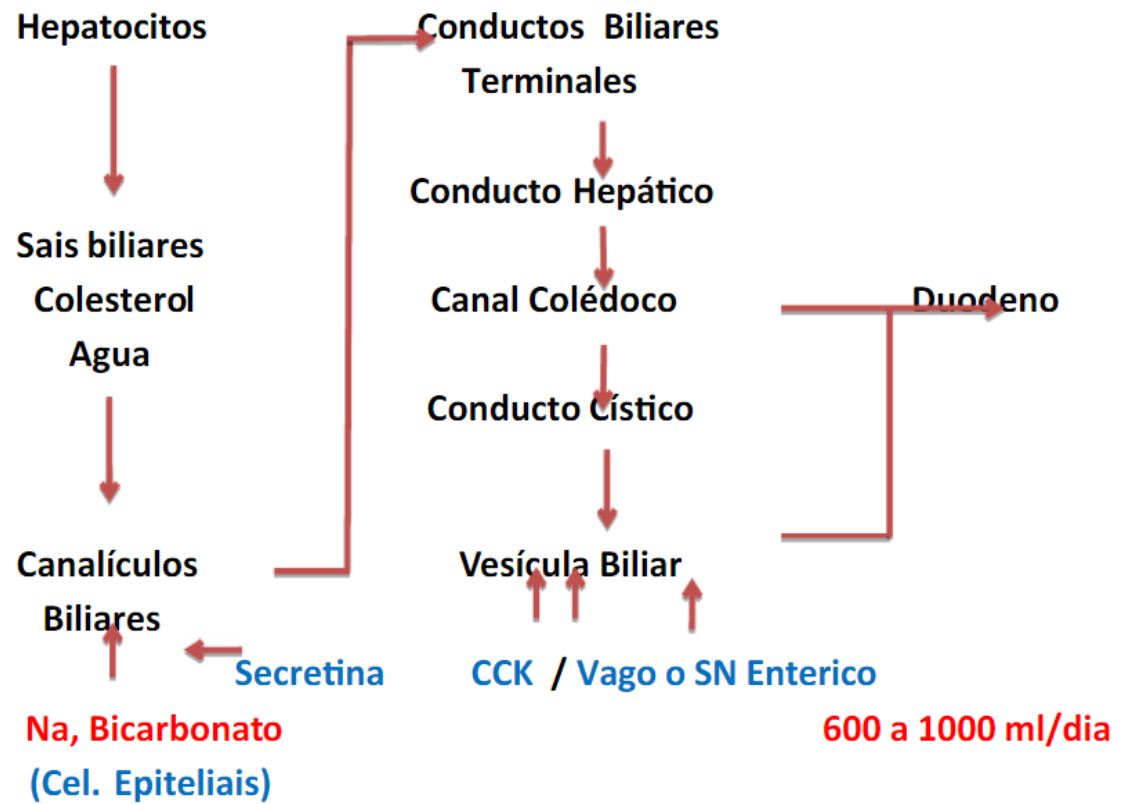 Hepatocitos
Sais biliares
Colesterol
Agua
Canalículos
Biliares
Secretina
Na, Bicarbonato
(Cel. Epiteliais)
Conductos Biliares
Terminales
Conducto Hepático
Canal Colédoco
Duodeno
Conducto Cístico
Vesícula Biliar
CCK / Vago o SN Enterico
600 a 1000 ml/dia